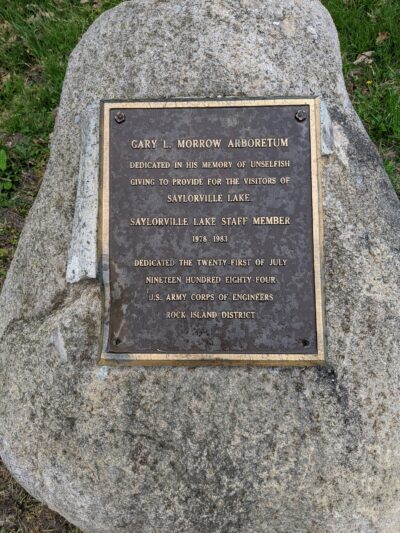 GARY L. MORROW ARBORETUM
DEDICATED IN HIS MEMORY OF UNSELFISH
GIVING TO PROVIDE FOR THE VISITORS OF
SAYLORVILLE LAKE.
SAYLORVILLE LAKE STAFF MEMBER
1978 1983
DEDICATED THE TWENTY-FIRST OF JULY
NINETEEN HUNDRED EIGHTY-FOUR
U.S. ARMY CORPS OF ENGINEERS
ROCK ISLAND DISTRICT